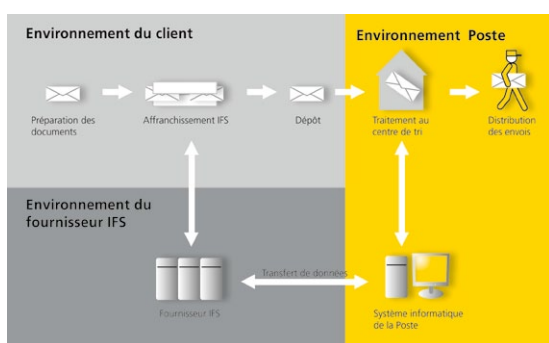 Environnement du client
Environnement Poste
Préparation des
documents
Affranchissement IFS
Dépôt
Traitement au
centre de tri
Distribution
des envois
Environnement du
fournisseur IFS
Transfert de données
Fournisseur IFS
Système informatique
de la Poste